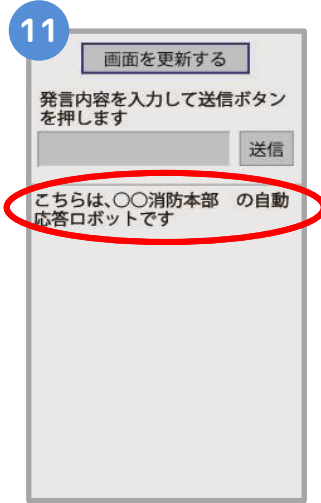 11
画面を更新する
発言内容を入力して送信ボタン
を押します
送信
こちらは、○○消防本部　の自動
応答ロボットです